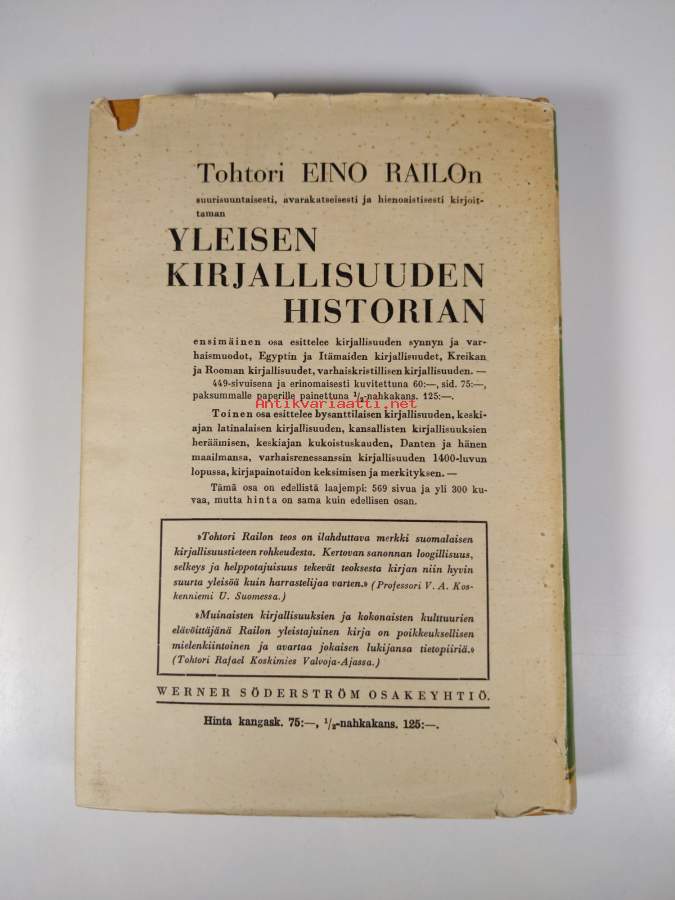 Tohtori EINO RAILOn
suurisuuntaisesti, avarakatseisesti ja hienoaistisesti kirjoit-
taman
YLEISEN
KIRJALLISUUDEN
HISTORIAN
ensimäinen osa esittelee kirjallisuuden synnyn ja var-
haismuodot, Egyptin ja Itämaiden kirjallisuudet, Kreikan
ja Rooman kirjallisuudet, varhaiskristillisen kirjallisuuden. —
449-sivuisena ja erinomaisesti kuvitettuna 60:—, sid. 75:—,
paksummalle paperille painettuna ½-nahkakans. 125:—.
Antikvariaatti.net
Toinen osa esittelee bysanttilaisen kirjallisuuden, keski-
ajan latinalaisen kirjallisuuden, kansallisten kirjallisuuksien
heräämisen, keskiajan kukoistuskauden, Danten ja hänen
maailmansa, varhaisrenessanssin kirjallisuuden 1400-luvun
lopussa, kirjapainotaidon keksimisen ja merkityksen. —
Tämä osa on edellistä laajempi: 569 sivua ja yli 300 ku-
vaa, mutta hinta on sama kuin edellisen osan.
»Tohtori Railon teos on ilahduttava merkki suomalaisen
kirjallisuustieteen rohkeudesta. Kertovan sanonnan loogillisuus,
selkeys ja helppotajuisuus tekevät teoksesta kirjan niin hyvin
suurta yleisöä kuin harrastelijaa varten.» (Professori V. A. Kos-
kenniemi U. Suomessa.)
»Muinaisten kirjallisuuksien ja kokonaisten kulttuurien
elävöittäjänä Railon yleistajuinen kirja on poikkeuksellisen
mielenkiintoinen ja avartaa jokaisen lukijansa tietopiiriä.»
(Tohtori Rafael Koskimies Valvoja-Ajassa.)
WERNER SÖDERSTRÖM OSAKEYHTIÖ.
Hinta kangask. 75:—, ½-nahkakans. 125:—.